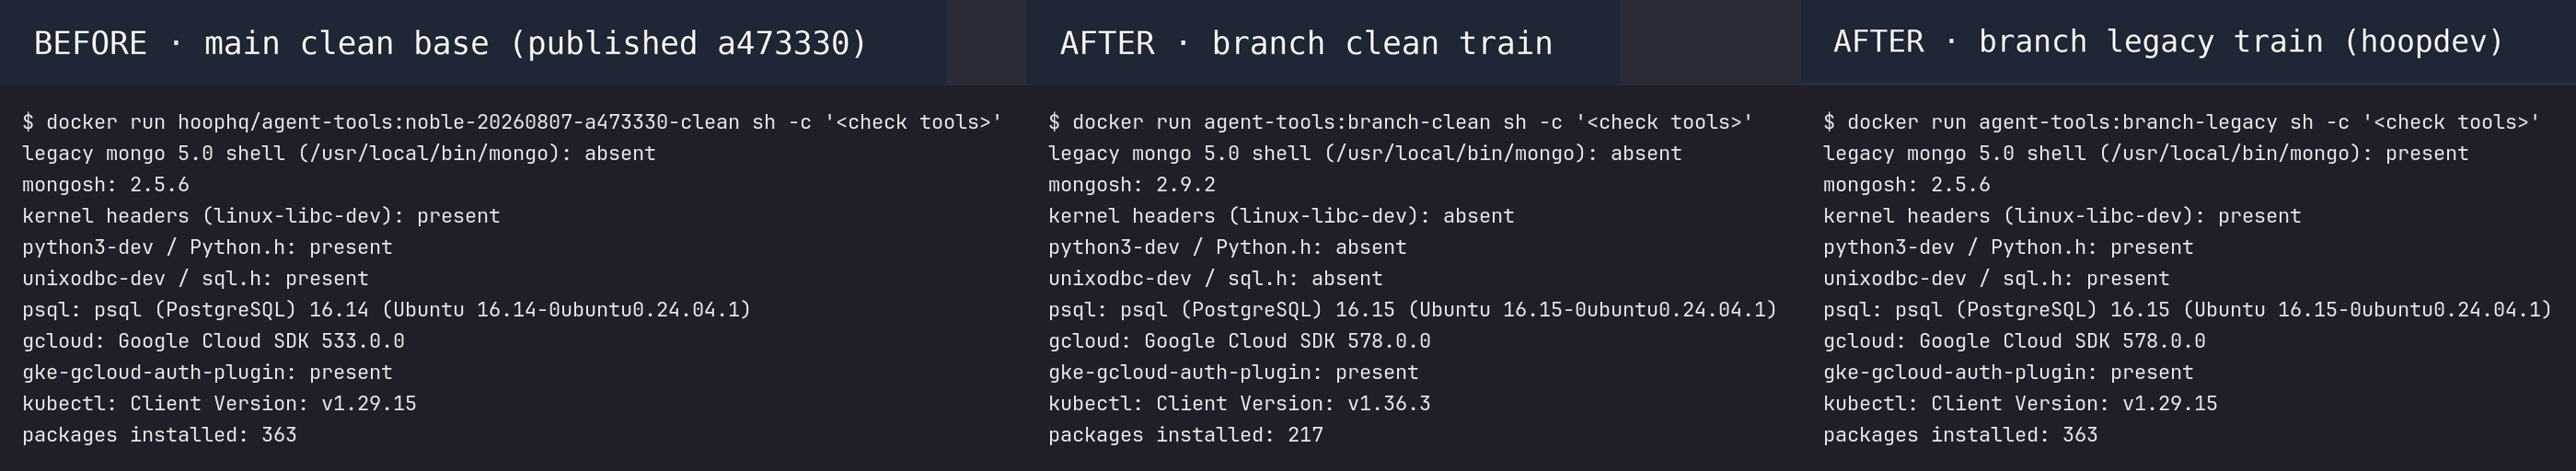 BEFORE · main clean base (published a473330)
$ docker run hoophq/agent-tools:noble-20260807-a473330-clean sh -c '<check tools>'
legacy mongo 5.0 shell (/usr/local/bin/mongo): absent
mongosh: 2.5.6
kernel headers (linux-libc-dev): present
python3-dev / Python.h: present
unixodbc-dev / sql.h: present
psql: psql (PostgreSQL) 16.14 (Ubuntu 16.14-0ubuntu0.24.04.1)
gcloud: Google Cloud SDK 533.0.0
gke-gcloud-auth-plugin: present
kubectl: Client Version: v1.29.15
packages installed: 363
AFTER · branch clean train
$ docker run agent-tools:branch-clean sh -c '<check tools>'
legacy mongo 5.0 shell (/usr/local/bin/mongo): absent
mongosh: 2.9.2
kernel headers (linux-libc-dev): absent
python3-dev / Python.h: absent
unixodbc-dev / sql.h: absent
psql: psql (PostgreSQL) 16.15 (Ubuntu 16.15-0ubuntu0.24.04.1)
gcloud: Google Cloud SDK 578.0.0
gke-gcloud-auth-plugin: present
kubectl: Client Version: v1.36.3
packages installed: 217
AFTER · branch legacy train (hoopdev)
$ docker run agent-tools:branch-legacy sh -c '<check tools>'
legacy mongo 5.0 shell (/usr/local/bin/mongo): present
mongosh: 2.5.6
kernel headers (linux-libc-dev): present
python3-dev / Python.h: present
unixodbc-dev / sql.h: present
psql: psql (PostgreSQL) 16.15 (Ubuntu 16.15-0ubuntu0.24.04.1)
gcloud: Google Cloud SDK 578.0.0
gke-gcloud-auth-plugin: present
kubectl: Client Version: v1.29.15
packages installed: 363